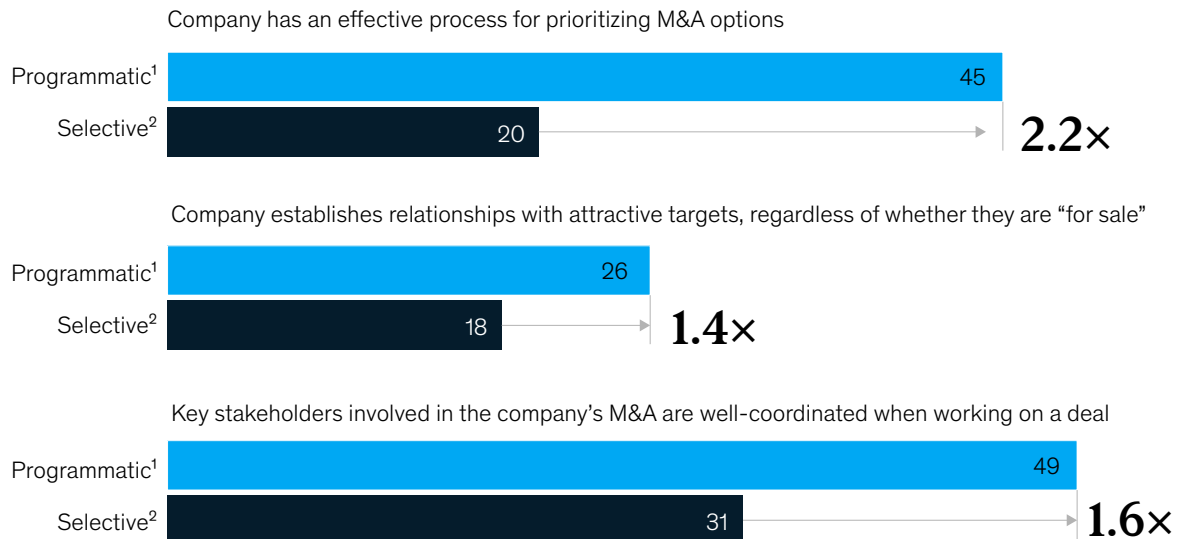 Company has an effective process for prioritizing M&A options
Programmatic¹ 45
Selective² 20 2.2×
Company establishes relationships with attractive targets, regardless of whether they are “for sale”
Programmatic¹ 26
Selective² 18 1.4×
Key stakeholders involved in the company’s M&A are well-coordinated when working on a deal
Programmatic¹ 49
Selective² 31 1.6×